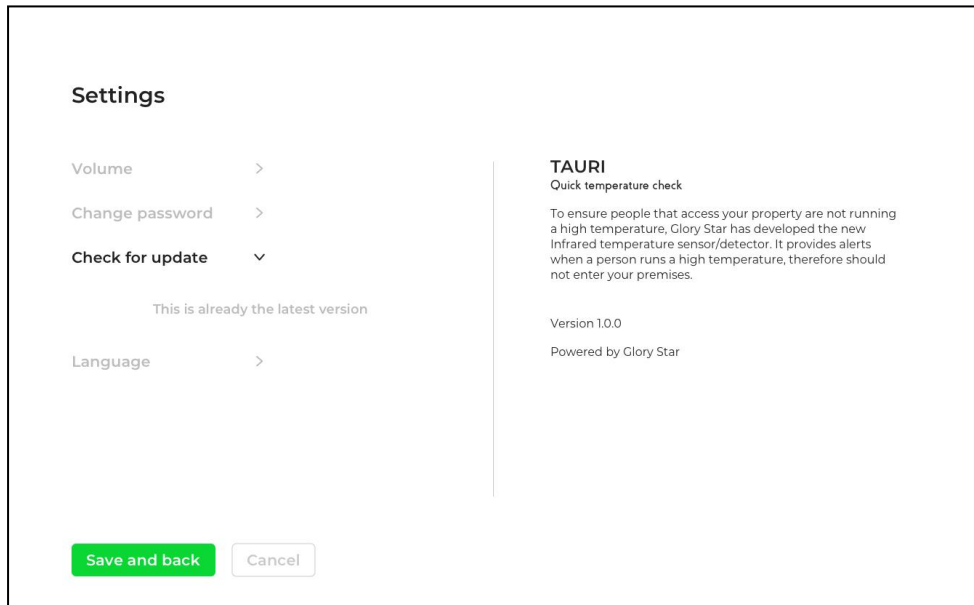 Settings
Volume
Change password
Check for update
This is already the latest version
Language
TAURI
Quick temperature check
To ensure people that access your property are not running
a high temperature, Glory Star has developed the new
Infrared temperature sensor/detector. It provides alerts
when a person runs a high temperature, therefore should
not enter your premises.
Version 1.0.0
Powered by Glory Star
Save and back
Cancel